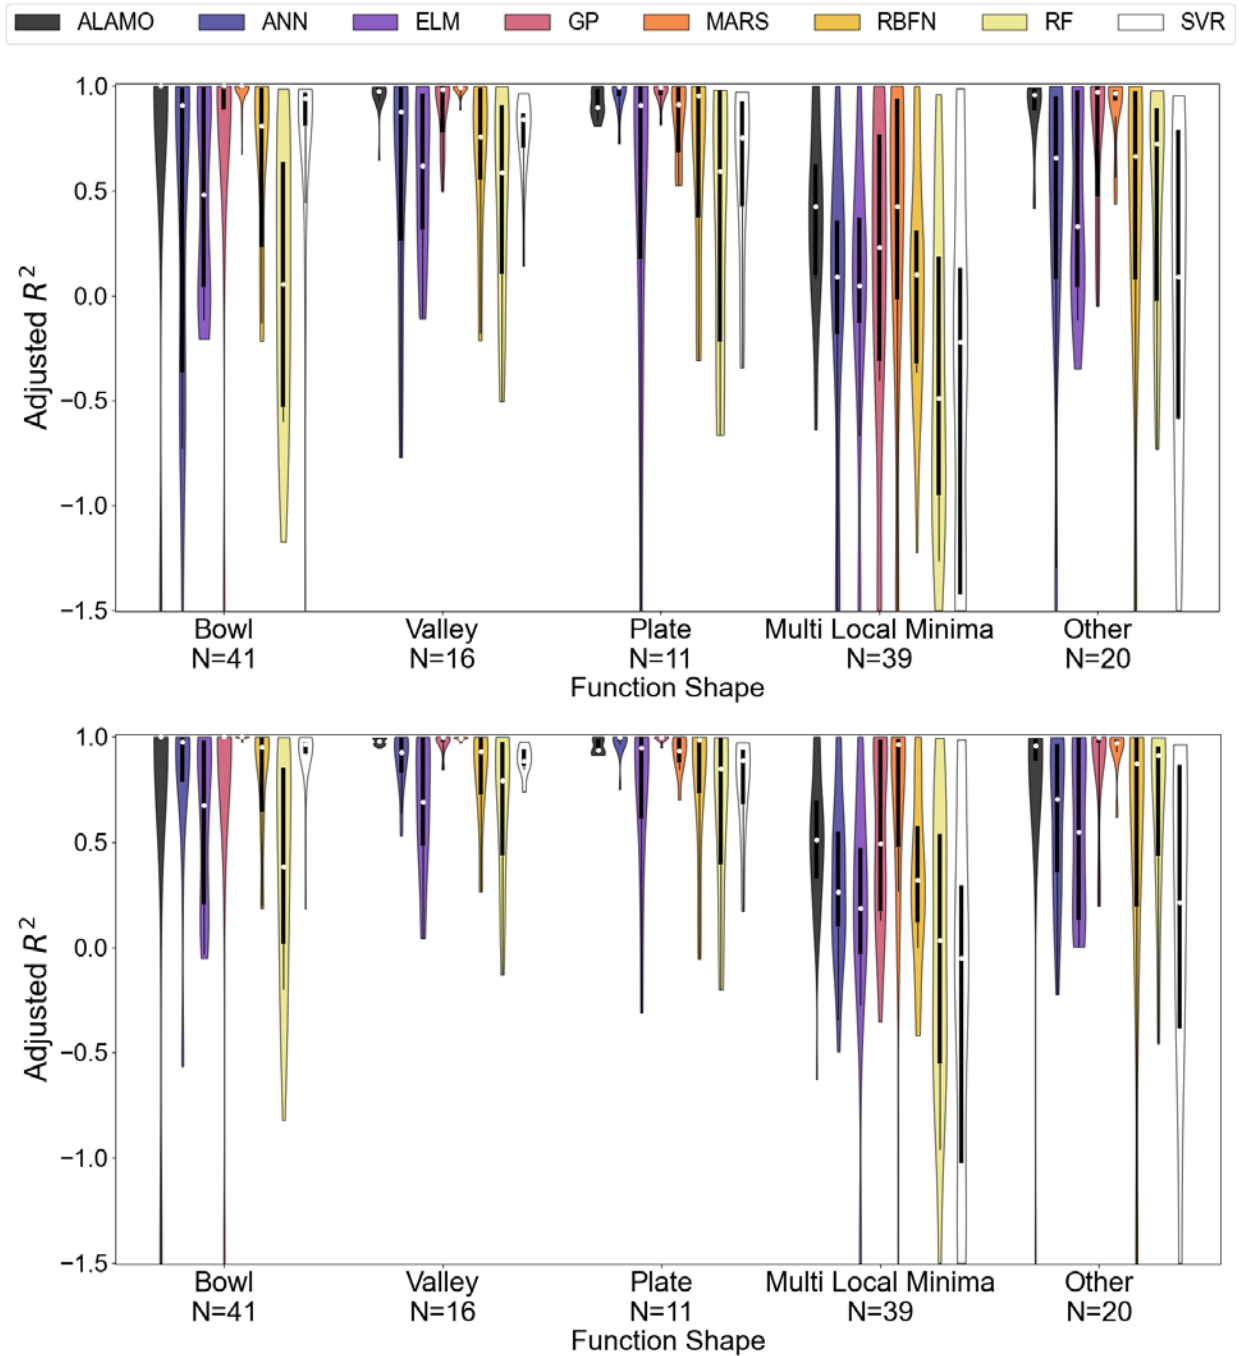 ALAMO ANN ELM GP MARS RBFN RF SVR
Adjusted R²
1.0
0.5
0.0
−0.5
−1.0
−1.5
Bowl Valley Plate Multi Local Minima Other
N=41 N=16 N=11 N=39 N=20
Function Shape
Adjusted R²
1.0
0.5
0.0
−0.5
−1.0
−1.5
Bowl Valley Plate Multi Local Minima Other
N=41 N=16 N=11 N=39 N=20
Function Shape